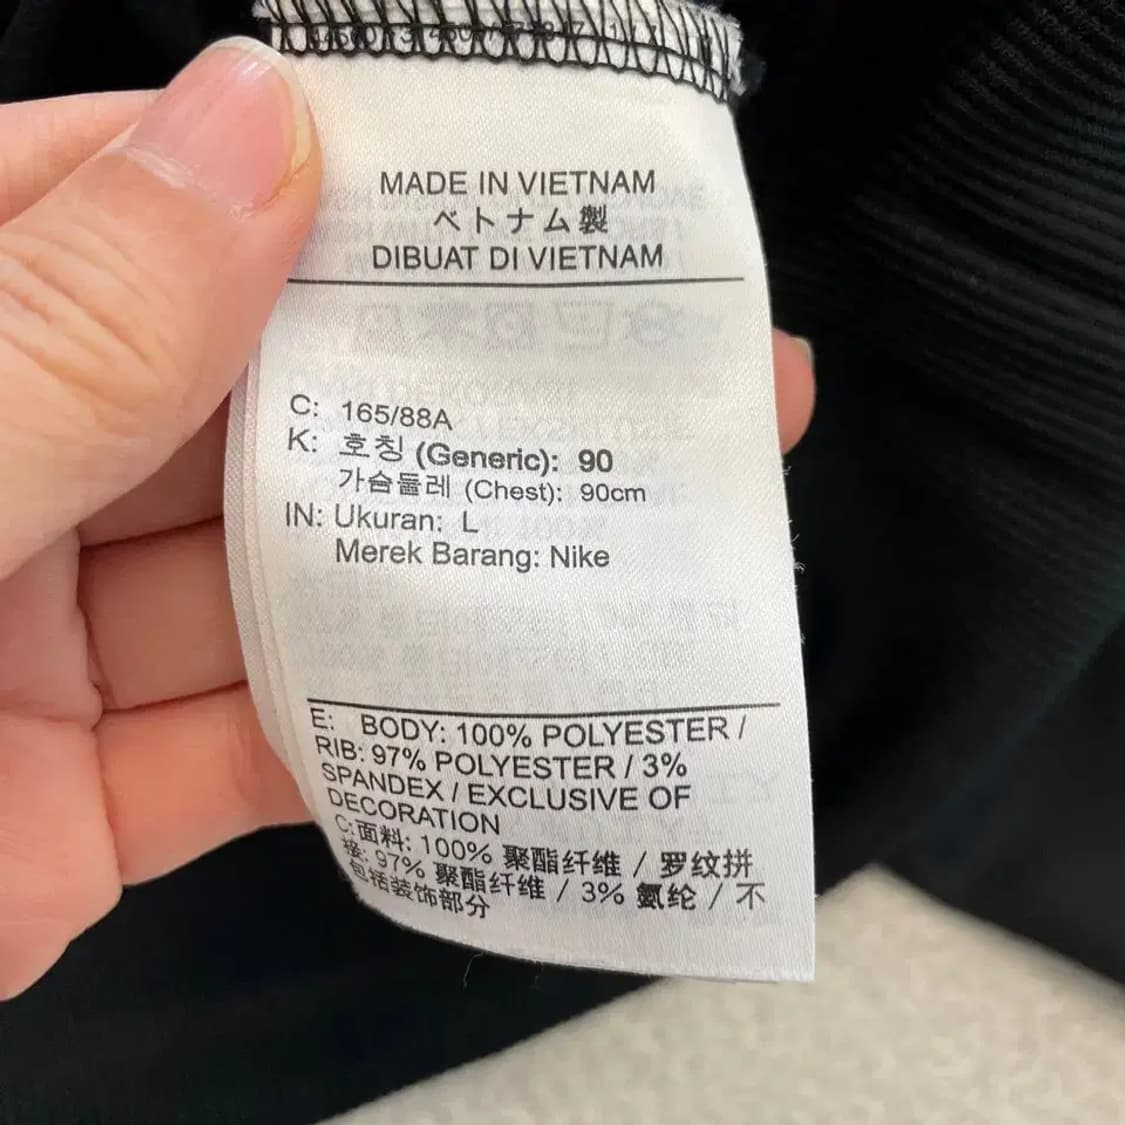 MADE IN VIETNAM
ベトナム製
DIBUAT DI VIETNAM
C: 165/88A
K: 호칭 (Generic): 90
가슴둘레 (Chest): 90cm
IN: Ukuran: L
Merek Barang: Nike
E: BODY: 100% POLYESTER /
RIB: 97% POLYESTER / 3%
SPANDEX / EXCLUSIVE OF
DECORATION
C: 面料: 100% 聚酯纤维 / 罗纹拼
接: 97% 聚酯纤维 / 3% 氨纶 / 不
包括装饰部分